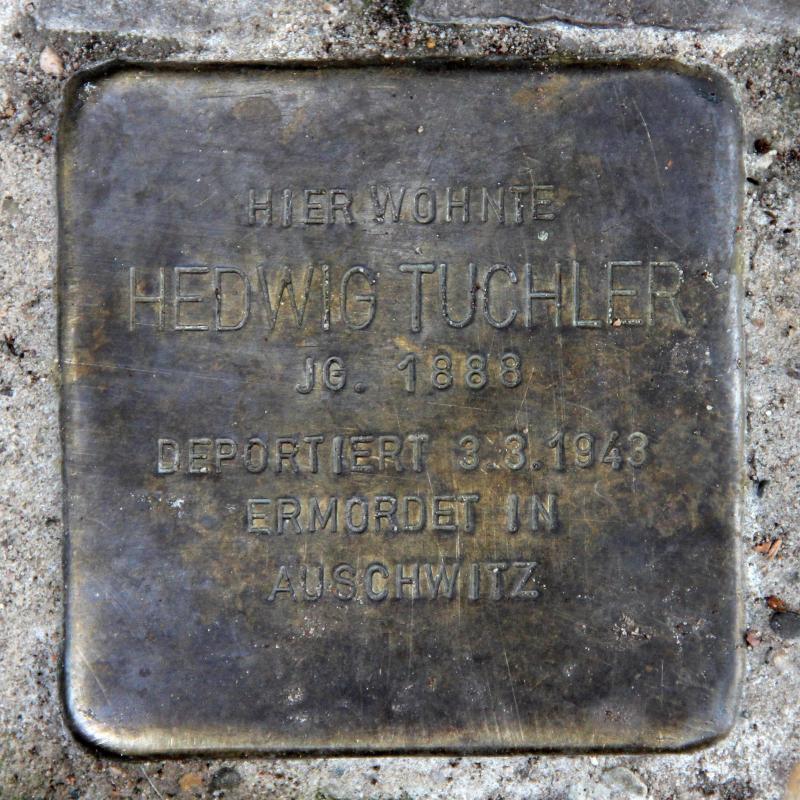 HIER WOHNTE
HEDWIG TUCHLER
JG. 1888
DEPORTIERT 3.3.1943
ERMORDET IN
AUSCHWITZ